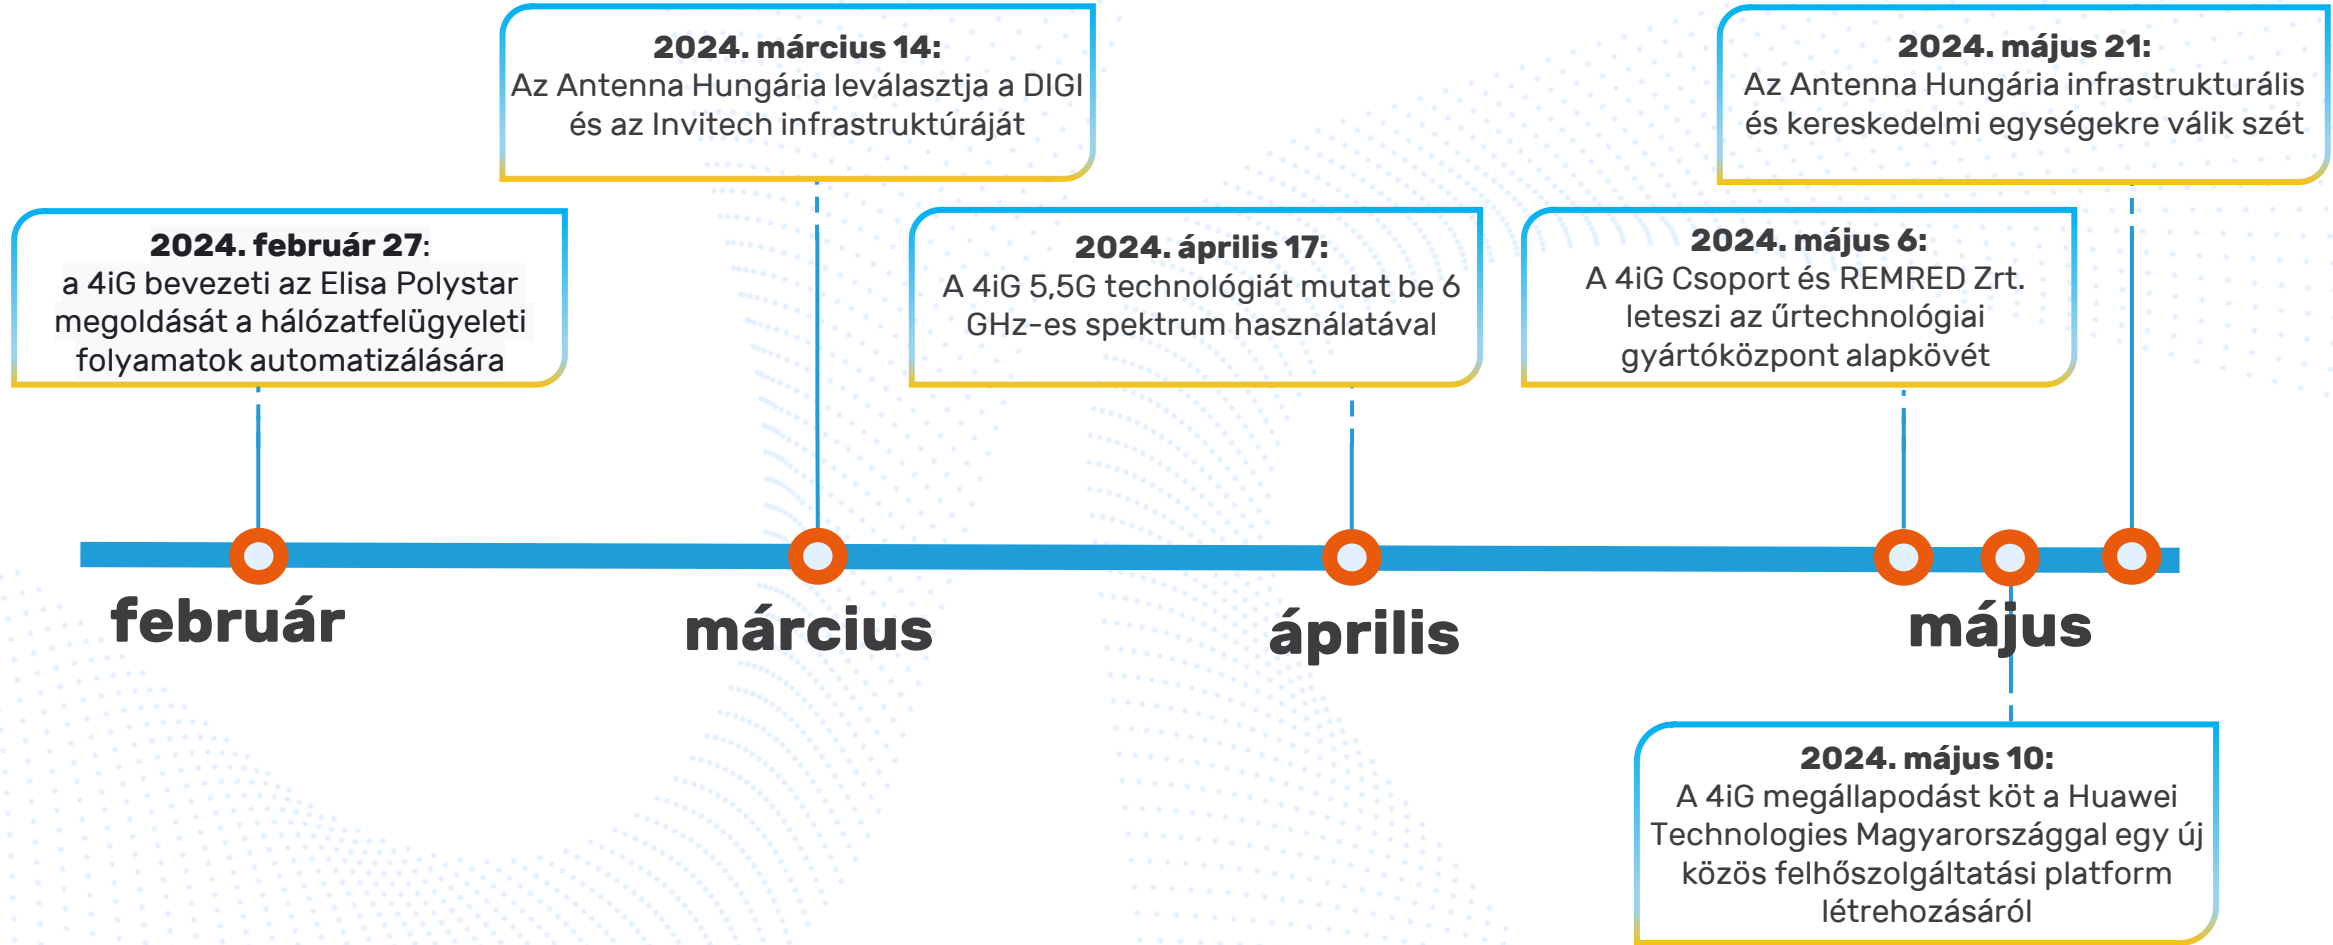 2024. március 14:
Az Antenna Hungária leválasztja a DIGI
és az Invitech infrastruktúráját
2024. május 21:
Az Antenna Hungária infrastrukturális
és kereskedelmi egységekre válik szét
2024. február 27:
a 4iG bevezeti az Elisa Polystar
megoldását a hálózatfelügyeleti
folyamatok automatizálására
2024. április 17:
A 4iG 5,5G technológiát mutat be 6
GHz-es spektrum használatával
2024. május 6:
A 4iG Csoport és REMRED Zrt.
leteszi az űrtechnológiai
gyártóközpont alapkövét
február
március
április
május
2024. május 10:
A 4iG megállapodást köt a Huawei
Technologies Magyarországgal egy új
közös felhőszolgáltatási platform
létrehozásáról